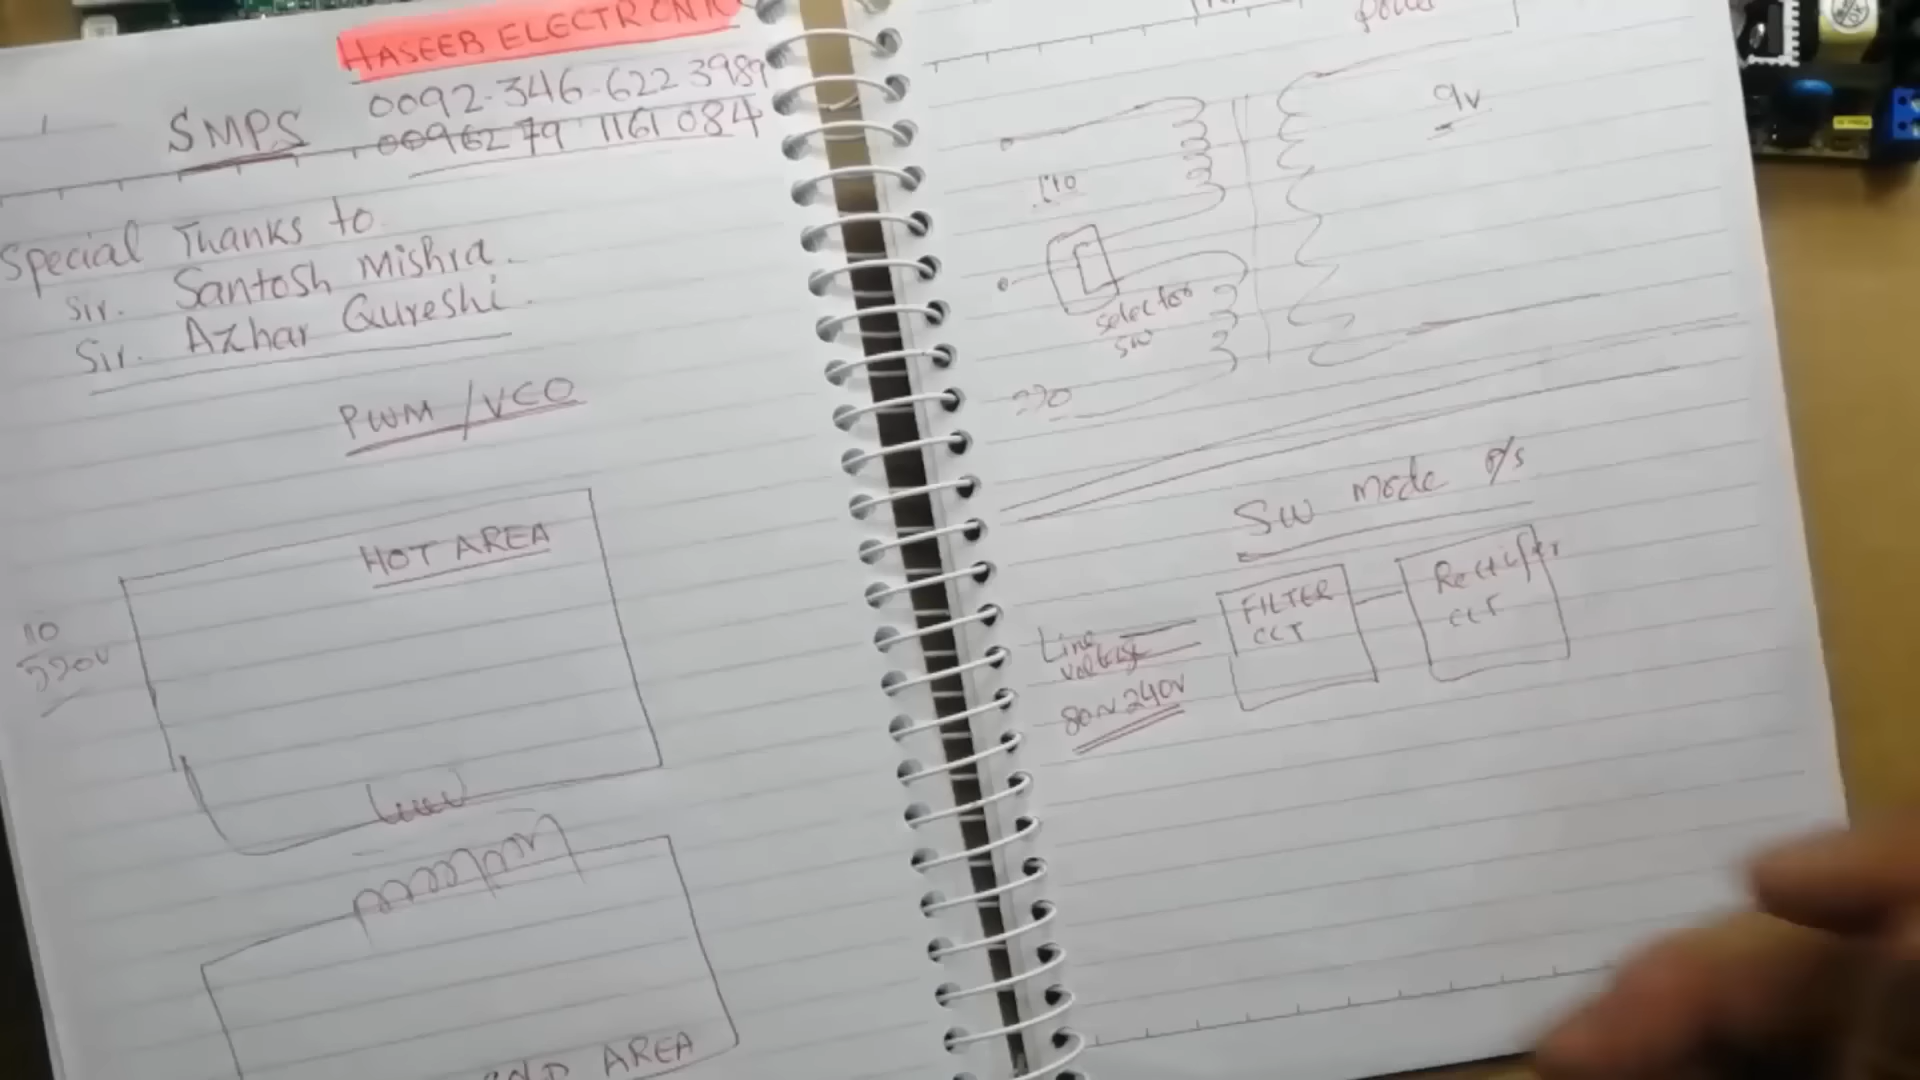 HASEEB ELECTRONI
0092-346-622 3989
SMPS
0096279 1161 084
Special Thanks to
Sir. Santosh Mishra.
Sir. Azhar Qureshi.
PWM/VCO
HOT AREA
110
220V
AREA
9v
110
selector
sw
220
SW mode P/S
FILTER
CCT
Rectifier
CCT
Line
voltage
80~240V